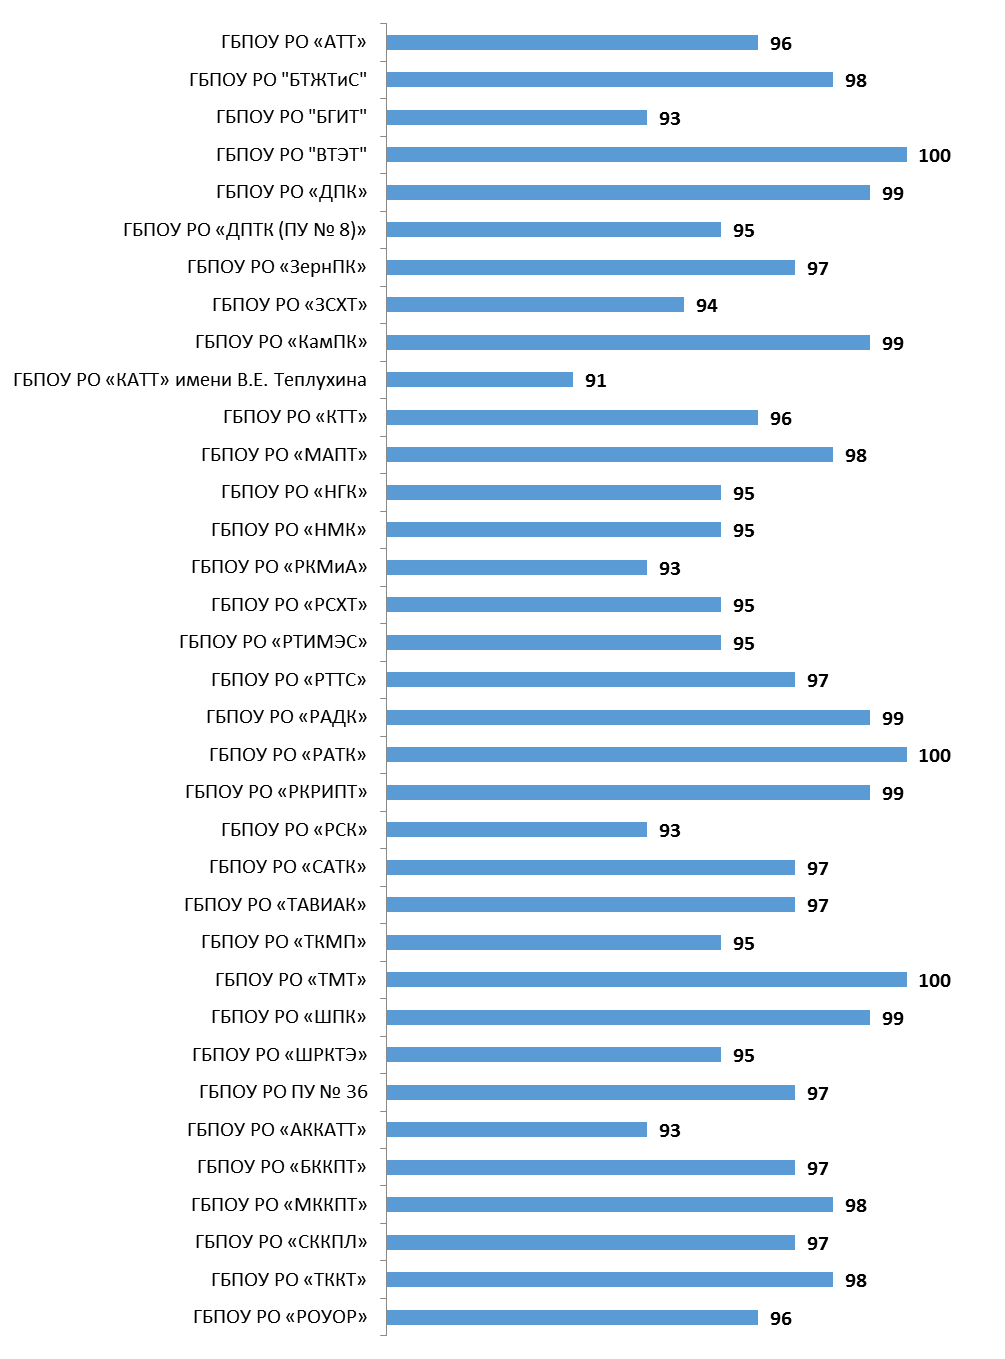 ГБПОУ РО «АТТ» 96
ГБПОУ РО "БТЖТиС" 98
ГБПОУ РО "БГИТ" 93
ГБПОУ РО "ВТЭТ" 100
ГБПОУ РО «ДПК» 99
ГБПОУ РО «ДПТК (ПУ № 8)» 95
ГБПОУ РО «ЗернПК» 97
ГБПОУ РО «ЗСХТ» 94
ГБПОУ РО «КамПК» 99
ГБПОУ РО «КАТТ» имени В.Е. Теплухина 91
ГБПОУ РО «КТТ» 96
ГБПОУ РО «МАПТ» 98
ГБПОУ РО «НГК» 95
ГБПОУ РО «НМК» 95
ГБПОУ РО «РКМиА» 93
ГБПОУ РО «РСХТ» 95
ГБПОУ РО «РТИМЭС» 95
ГБПОУ РО «РТТС» 97
ГБПОУ РО «РАДК» 99
ГБПОУ РО «РАТК» 100
ГБПОУ РО «РКРИПТ» 99
ГБПОУ РО «РСК» 93
ГБПОУ РО «САТК» 97
ГБПОУ РО «ТАВИАК» 97
ГБПОУ РО «ТКМП» 95
ГБПОУ РО «ТМТ» 100
ГБПОУ РО «ШПК» 99
ГБПОУ РО «ШРКТЭ» 95
ГБПОУ РО ПУ № 36 97
ГБПОУ РО «АККАТТ» 93
ГБПОУ РО «БККПТ» 97
ГБПОУ РО «МККПТ» 98
ГБПОУ РО «СККПЛ» 97
ГБПОУ РО «ТККТ» 98
ГБПОУ РО «РОУОР» 96